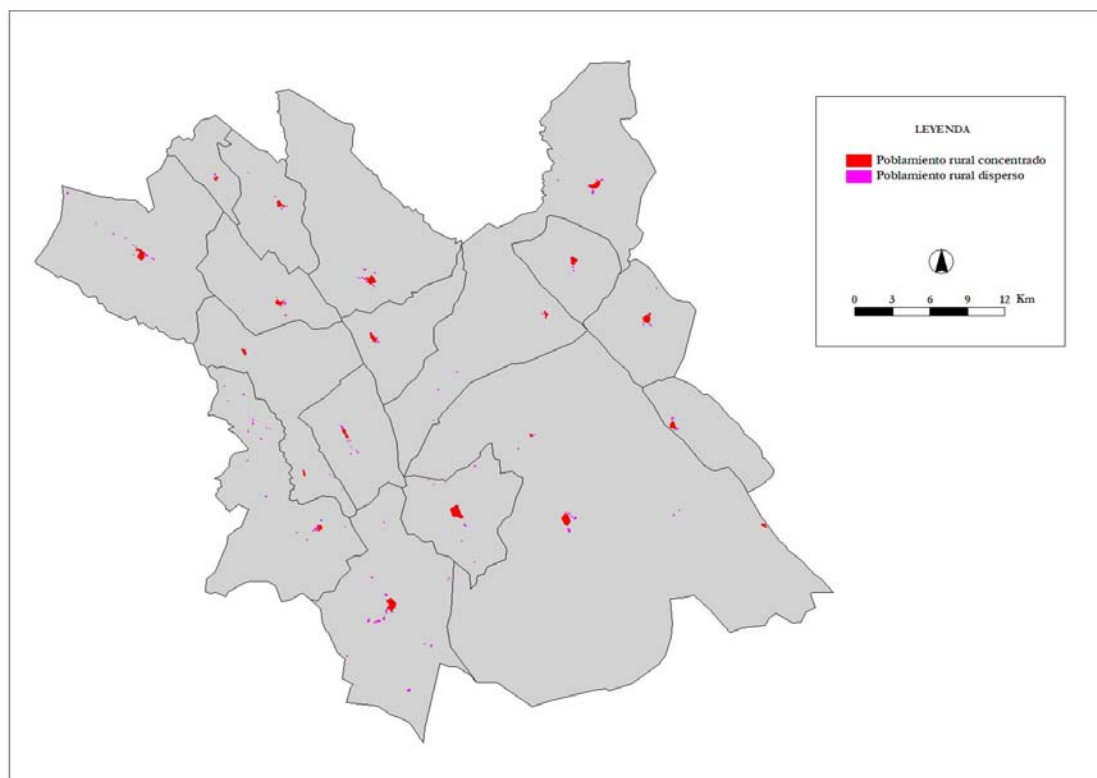 LEYENDA
Poblamiento rural concentrado
Poblamiento rural disperso
0 3 6 9 12 Km